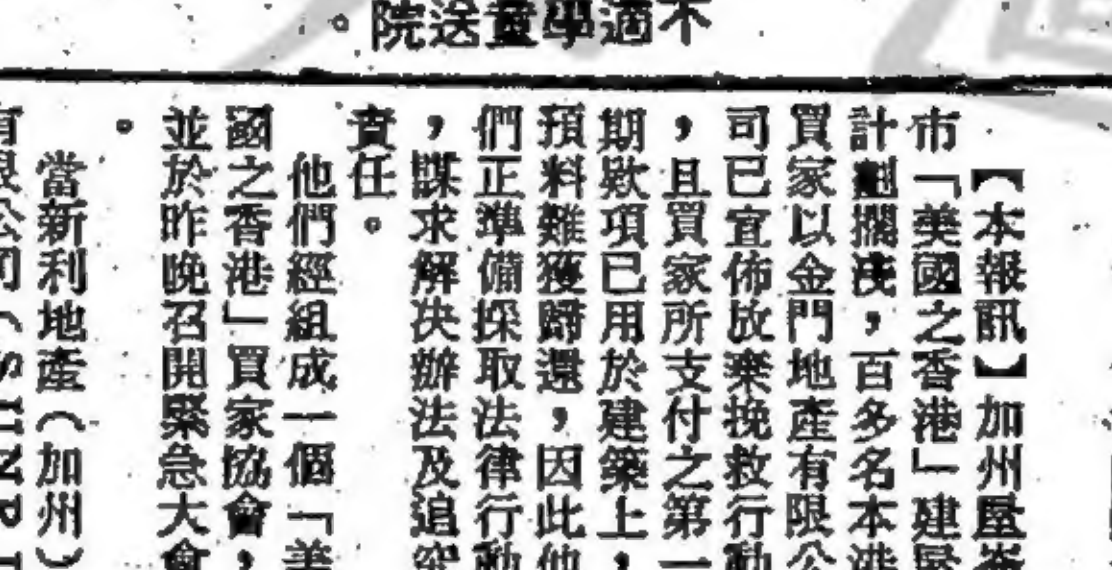 不適學童送院。
【本報訊】加州屋崙
市「美國之香港」建屋
計劃擱淺，百多名本港
買家以金門地產有限公
司已宣佈放棄挽救行動
，且買家所支付之第一
期款項已用於建築上，
預料難獲歸還，因此他
們正準備採取法律行動
，謀求解決辦法及追究
責任。
他們經組成一個「美
國之香港」買家協會，
並於昨晚召開緊急大會
。
當新利地產（加州）
有限公司（SUNP